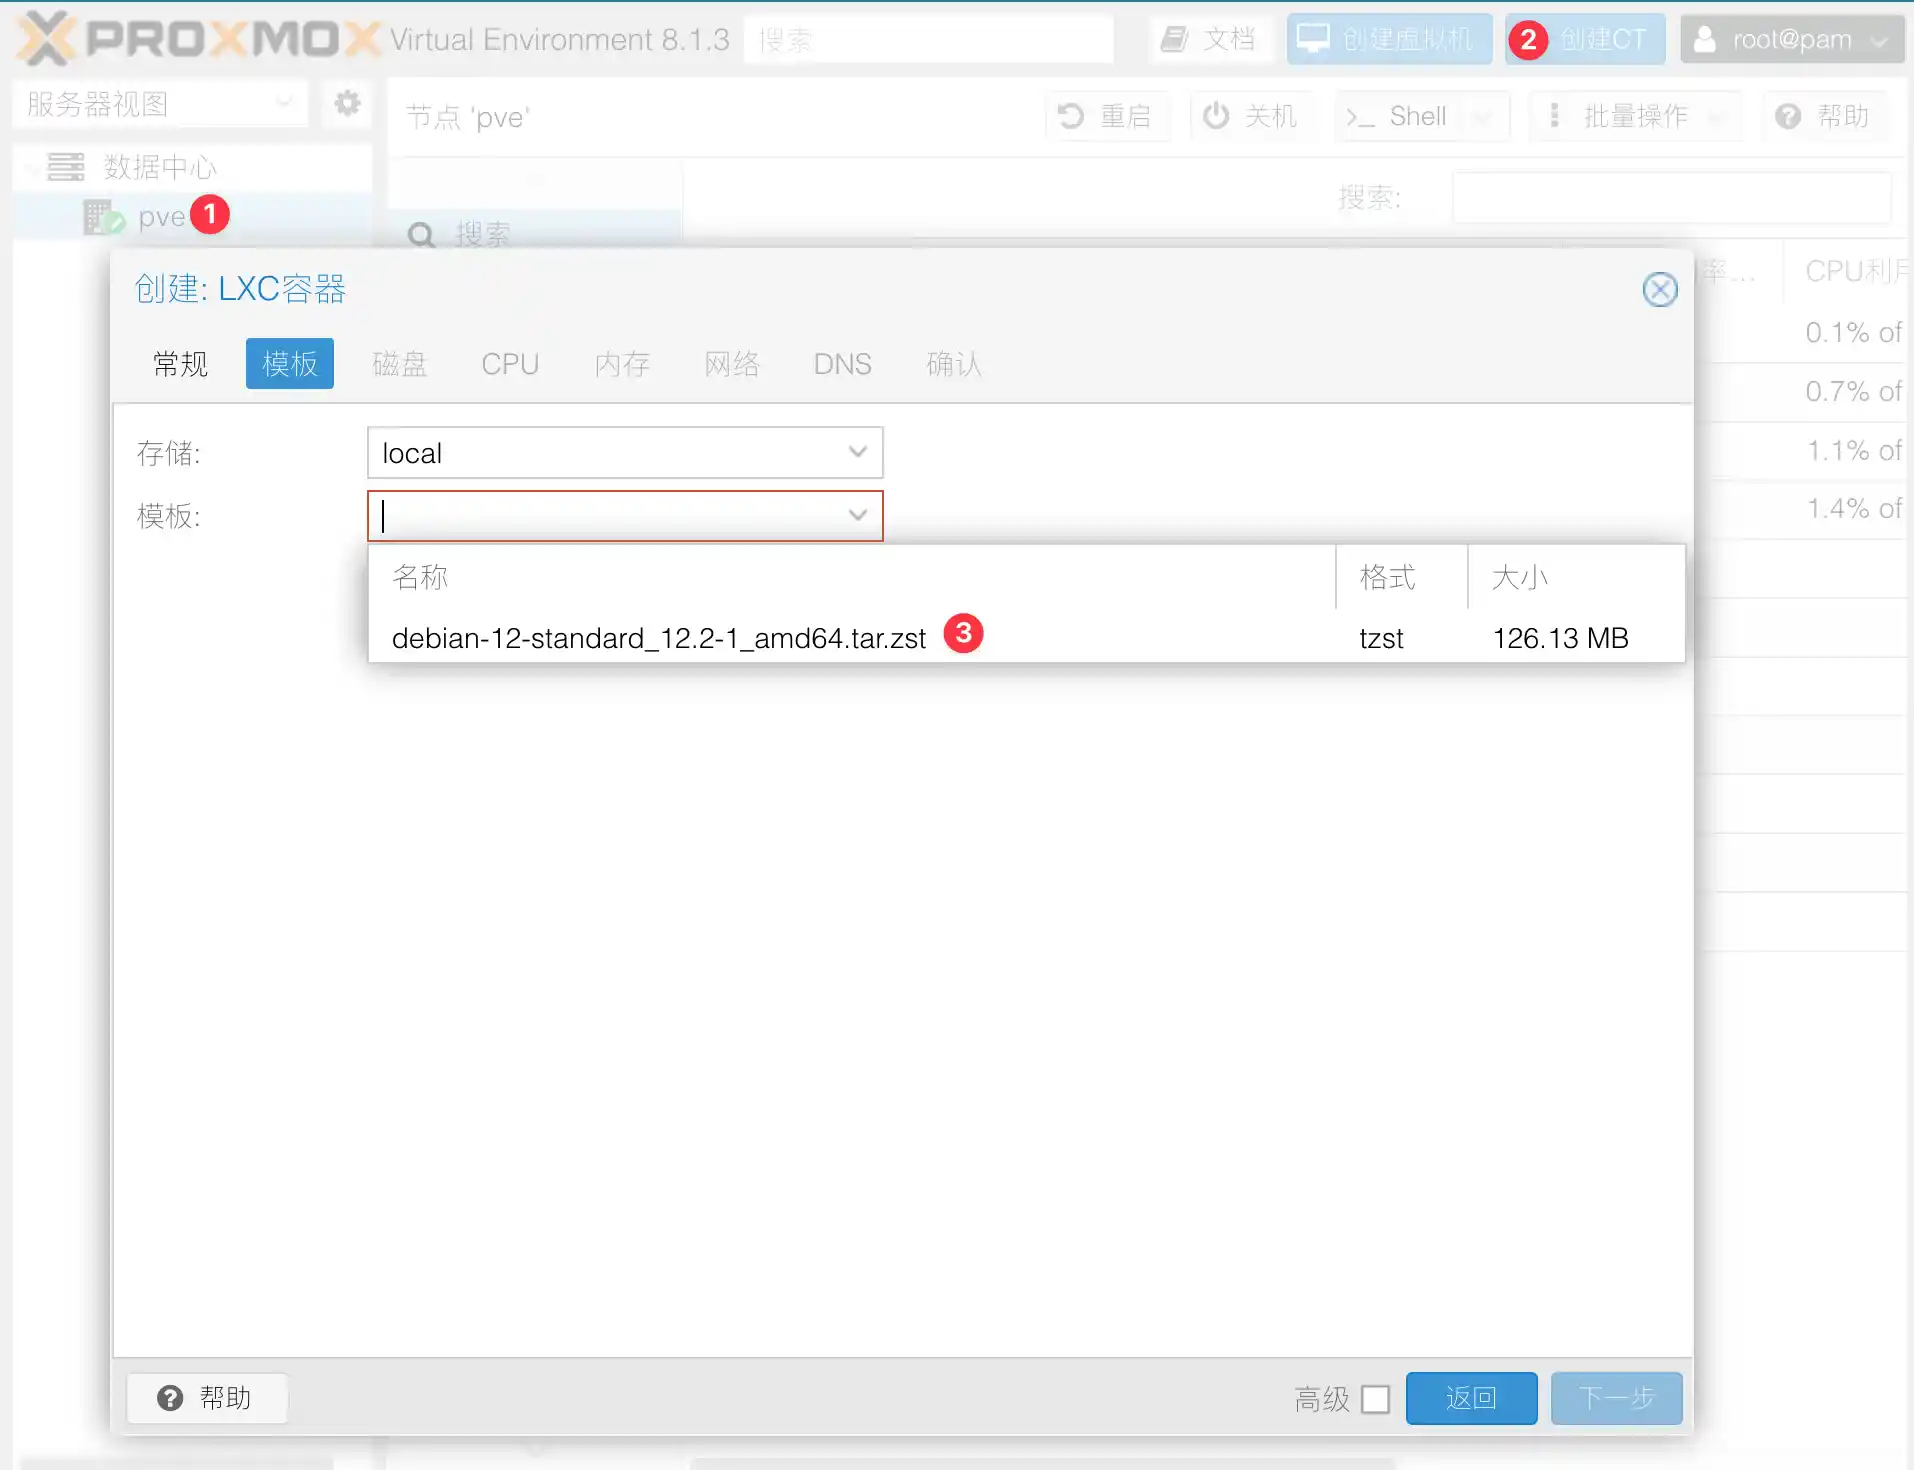 PROXMOX Virtual Environment 8.1.3 搜索 文档 创建虚拟机 2 创建CT root@pam
服务器视图
节点 'pve' 重启 关机 >_ Shell 批量操作 帮助
数据中心
pve 1
搜索
搜索:
率... CPU利用
0.1% of
0.7% of
1.1% of
1.4% of
创建: LXC容器
常规 模板 磁盘 CPU 内存 网络 DNS 确认
存储: local
模板:
名称 格式 大小
debian-12-standard_12.2-1_amd64.tar.zst 3 tzst 126.13 MB
帮助 高级 返回 下一步